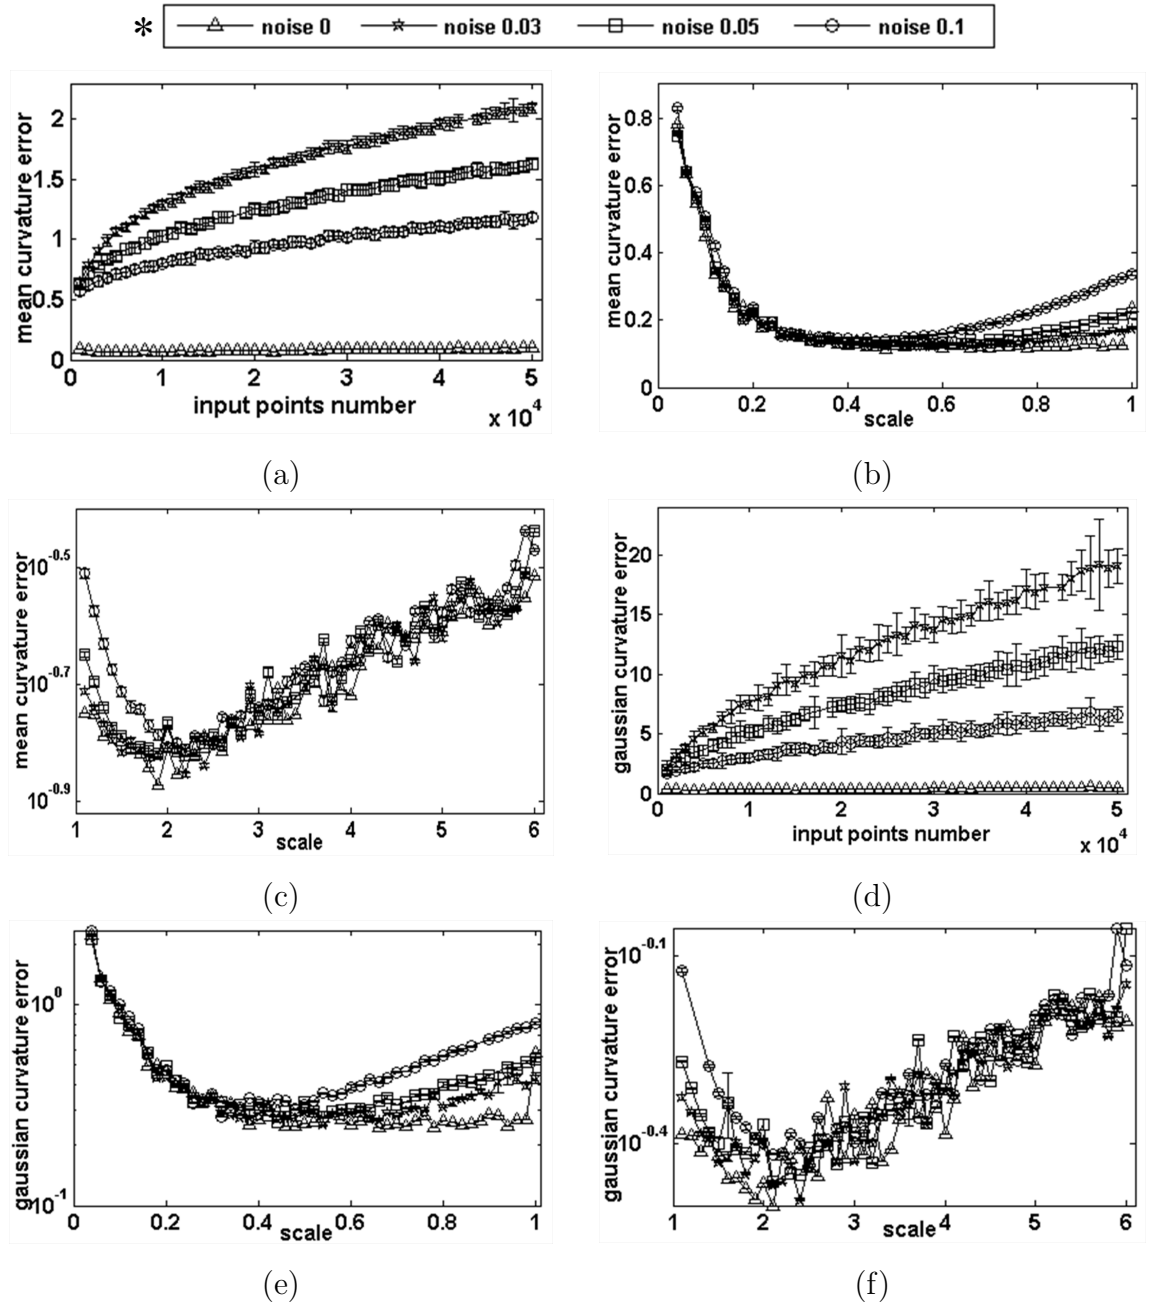 * noise 0 noise 0.03 noise 0.05 noise 0.1
mean curvature error
2
1.5
1
0.5
0
0 1 2 3 4 5
input points number
x 10^4
(a)
mean curvature error
0.8
0.6
0.4
0.2
0
0 0.2 0.4 0.6 0.8 1
scale
(b)
mean curvature error
10^-0.5
10^-0.7
10^-0.9
1 2 3 4 5 6
scale
(c)
gaussian curvature error
20
15
10
5
0
0 1 2 3 4 5
input points number
x 10^4
(d)
gaussian curvature error
10^0
10^-1
0 0.2 0.4 0.6 0.8 1
scale
(e)
gaussian curvature error
10^-0.1
10^-0.4
1 2 3 4 5 6
scale
(f)